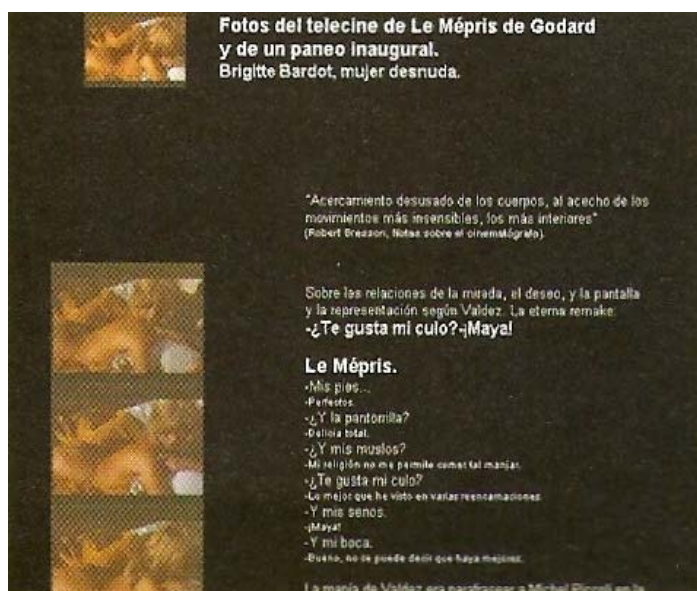 Fotos del telecine de Le Mépris de Godard
y de un paneo inaugural.
Brigitte Bardot, mujer desnuda.
"Acercamiento desusado de los cuerpos, al acecho de los
movimientos más insensibles, los más interiores"
(Robert Bresson, Notas sobre el cinematógrafo).
Sobre las relaciones de la mirada, el deseo, y la pantalla
y la representación según Valdez. La eterna remake:
-¿Te gusta mi culo?-¡Maya!
Le Mépris.
-Mis pies...
-Perfectos.
-¿Y la pantorrilla?
-Delicia total.
-¿Y mis muslos?
-Mi religión no me permite comer tal manjar.
-¿Te gusta mi culo?
-Lo mejor que he visto en varias reencarnaciones.
-Y mis senos.
-¡Maya!
-Y mi boca.
-Bueno, no se puede decir que haya mejores.
La manía de Valdez era parafrasear a Michel Piccoli en la